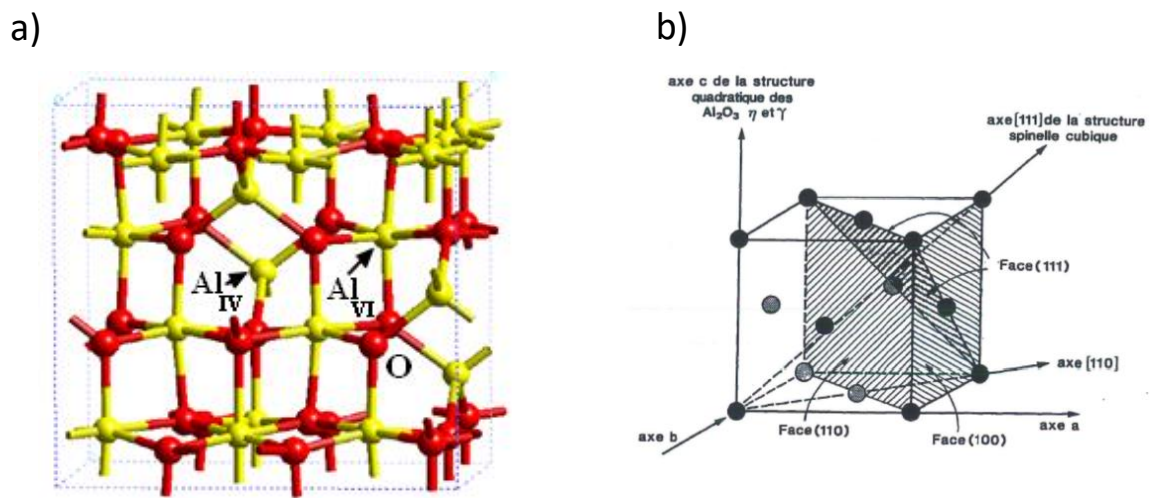 a)
Al
IV
Al
VI
O
b)
axe c de la structure
quadratique des
Al₂O₃ η et γ
axe [111] de la structure
spinelle cubique
Face (111)
axe [110]
axe a
Face (100)
Face (110)
axe b